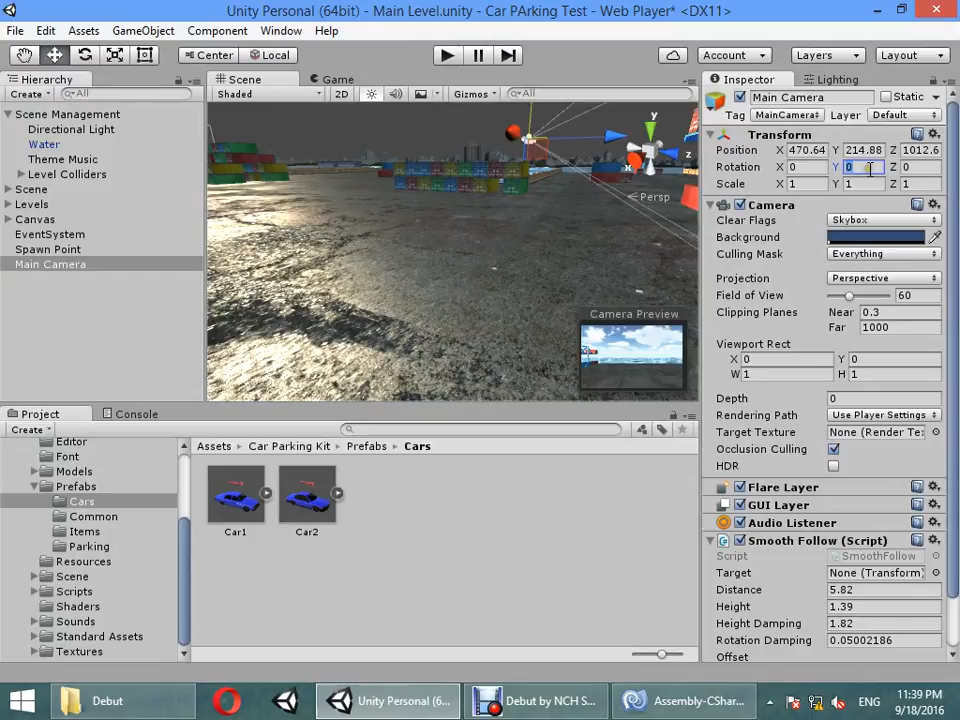 Unity Personal (64bit) - Main Level.unity - Car PArking Test - Web Player* <DX11>
File Edit Assets GameObject Component Window Help
Center Local Account Layers Layout
Hierarchy
Create All
Scene Management
Directional Light
Water
Theme Music
Level Colliders
Scene
Levels
Canvas
EventSystem
Spawn Point
Main Camera
Scene Game
Shaded 2D Gizmos All
y
z
Persp
Camera Preview
Inspector Lighting
Main Camera Static
Tag MainCamera Layer Default
Transform
Position X 470.64 Y 214.88 Z 1012.6
Rotation X 0 Y 0 Z 0
Scale X 1 Y 1 Z 1
Camera
Clear Flags Skybox
Background
Culling Mask Everything
Projection Perspective
Field of View 60
Clipping Planes Near 0.3
Far 1000
Viewport Rect
X 0 Y 0
W 1 H 1
Depth 0
Rendering Path Use Player Settings
Target Texture None (Render Te:
Occlusion Culling
HDR
Flare Layer
GUI Layer
Audio Listener
Smooth Follow (Script)
Script SmoothFollow
Target None (Transform)
Distance 5.82
Height 1.39
Height Damping 1.82
Rotation Damping 0.05002186
Offset
Project Console
Create
Editor
Font
Models
Prefabs
Cars
Common
Items
Parking
Resources
Scene
Scripts
Shaders
Sounds
Standard Assets
Textures
Assets Car Parking Kit Prefabs Cars
Car1 Car2
Debut Unity Personal (6... Debut by NCH S... Assembly-CShar... ENG 11:39 PM
9/18/2016